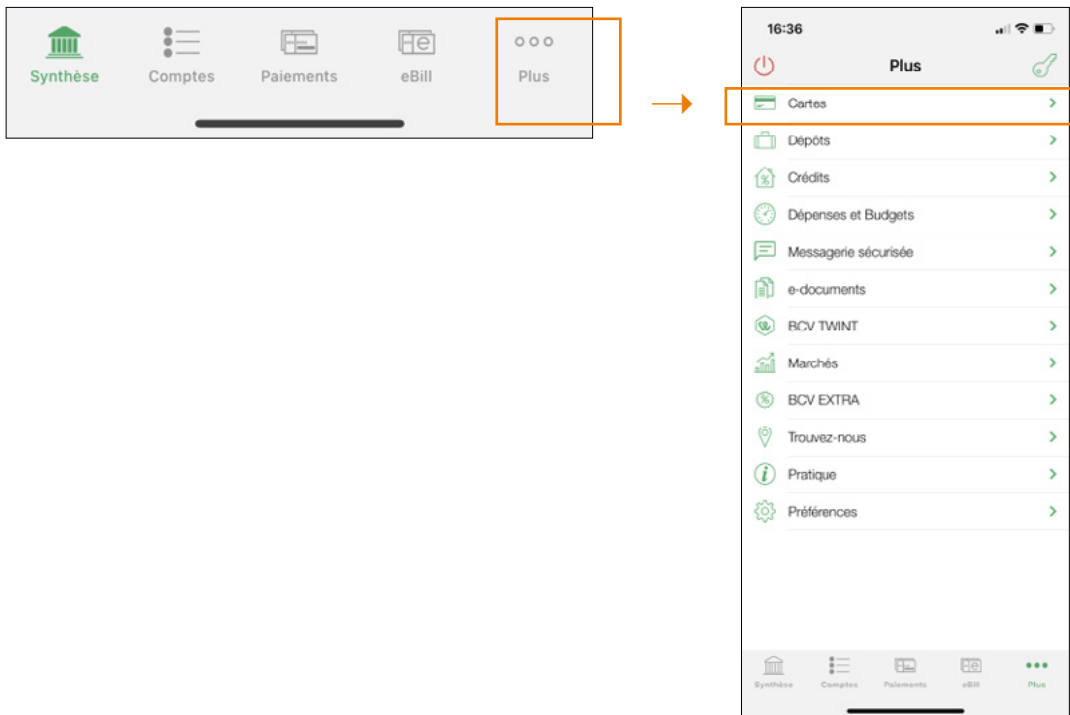 Synthèse Comptes Paiements eBill Plus
16:36
Plus
Cartes
Dépôts
Crédits
Dépenses et Budgets
Messagerie sécurisée
e-documents
BCV TWINT
Marchés
BCV EXTRA
Trouvez-nous
Pratique
Préférences
Synthèse Comptes Paiements eBill Plus